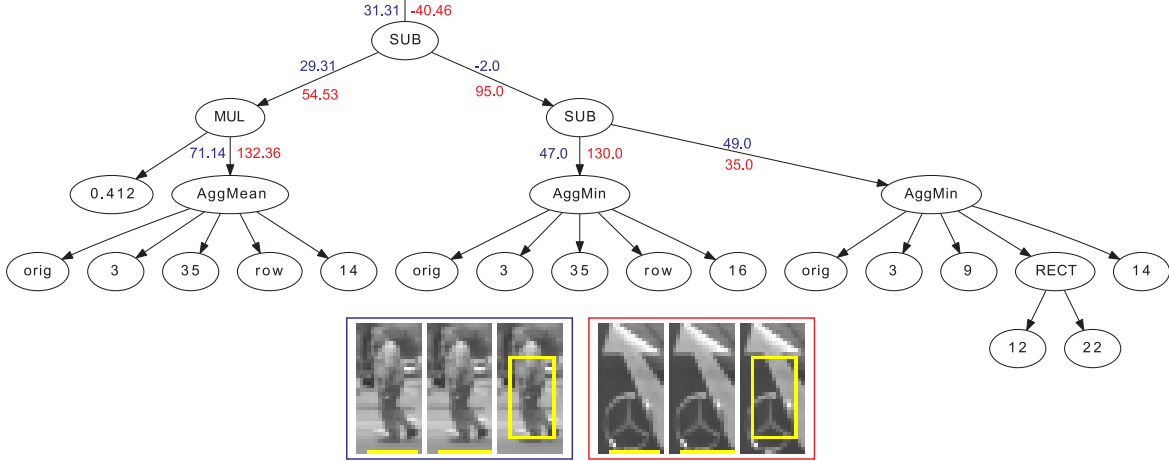 31.31 -40.46
SUB
29.31 -2.0
54.53 95.0
MUL SUB
71.14 132.36 47.0 130.0 49.0
35.0
0.412 AggMean AggMin AggMin
orig 3 35 row 14 orig 3 35 row 16 orig 3 9 RECT 14
12 22